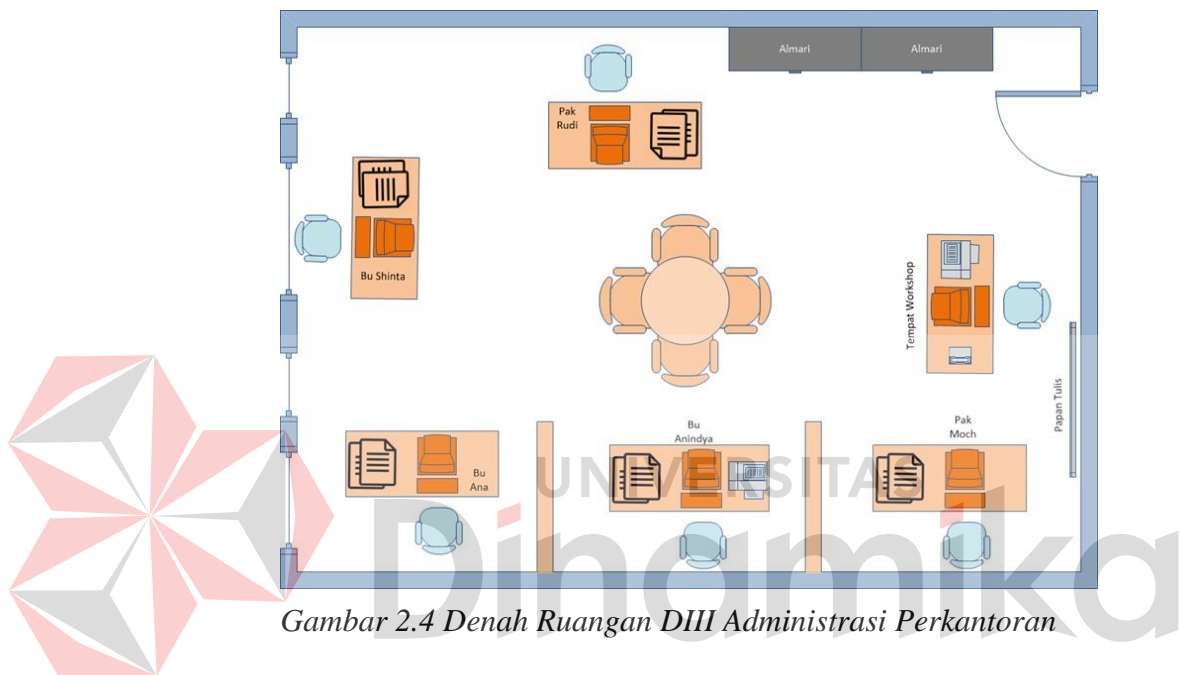 Almari
Almari
Pak
Rudi
Bu Shinta
Tempat Workshop
Papan Tulis
Bu
Ana
Bu
Anindya
Pak
Moch
UNIVERSITAS
Dinamika
Gambar 2.4 Denah Ruangan DIII Administrasi Perkantoran